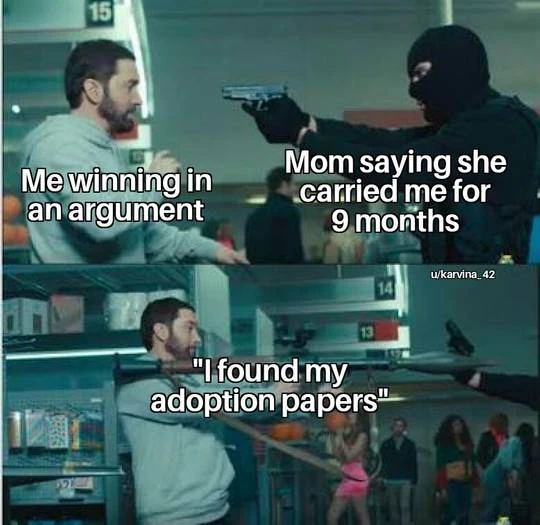 15
Me winning in
an argument
Mom saying she
carried me for
9 months
u/karvina_42
14
13
"I found my
adoption papers"